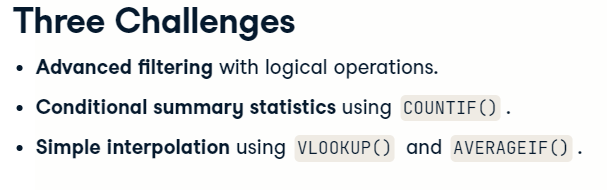 Three Challenges
• Advanced filtering with logical operations.
• Conditional summary statistics using COUNTIF() .
• Simple interpolation using VLOOKUP() and AVERAGEIF() .